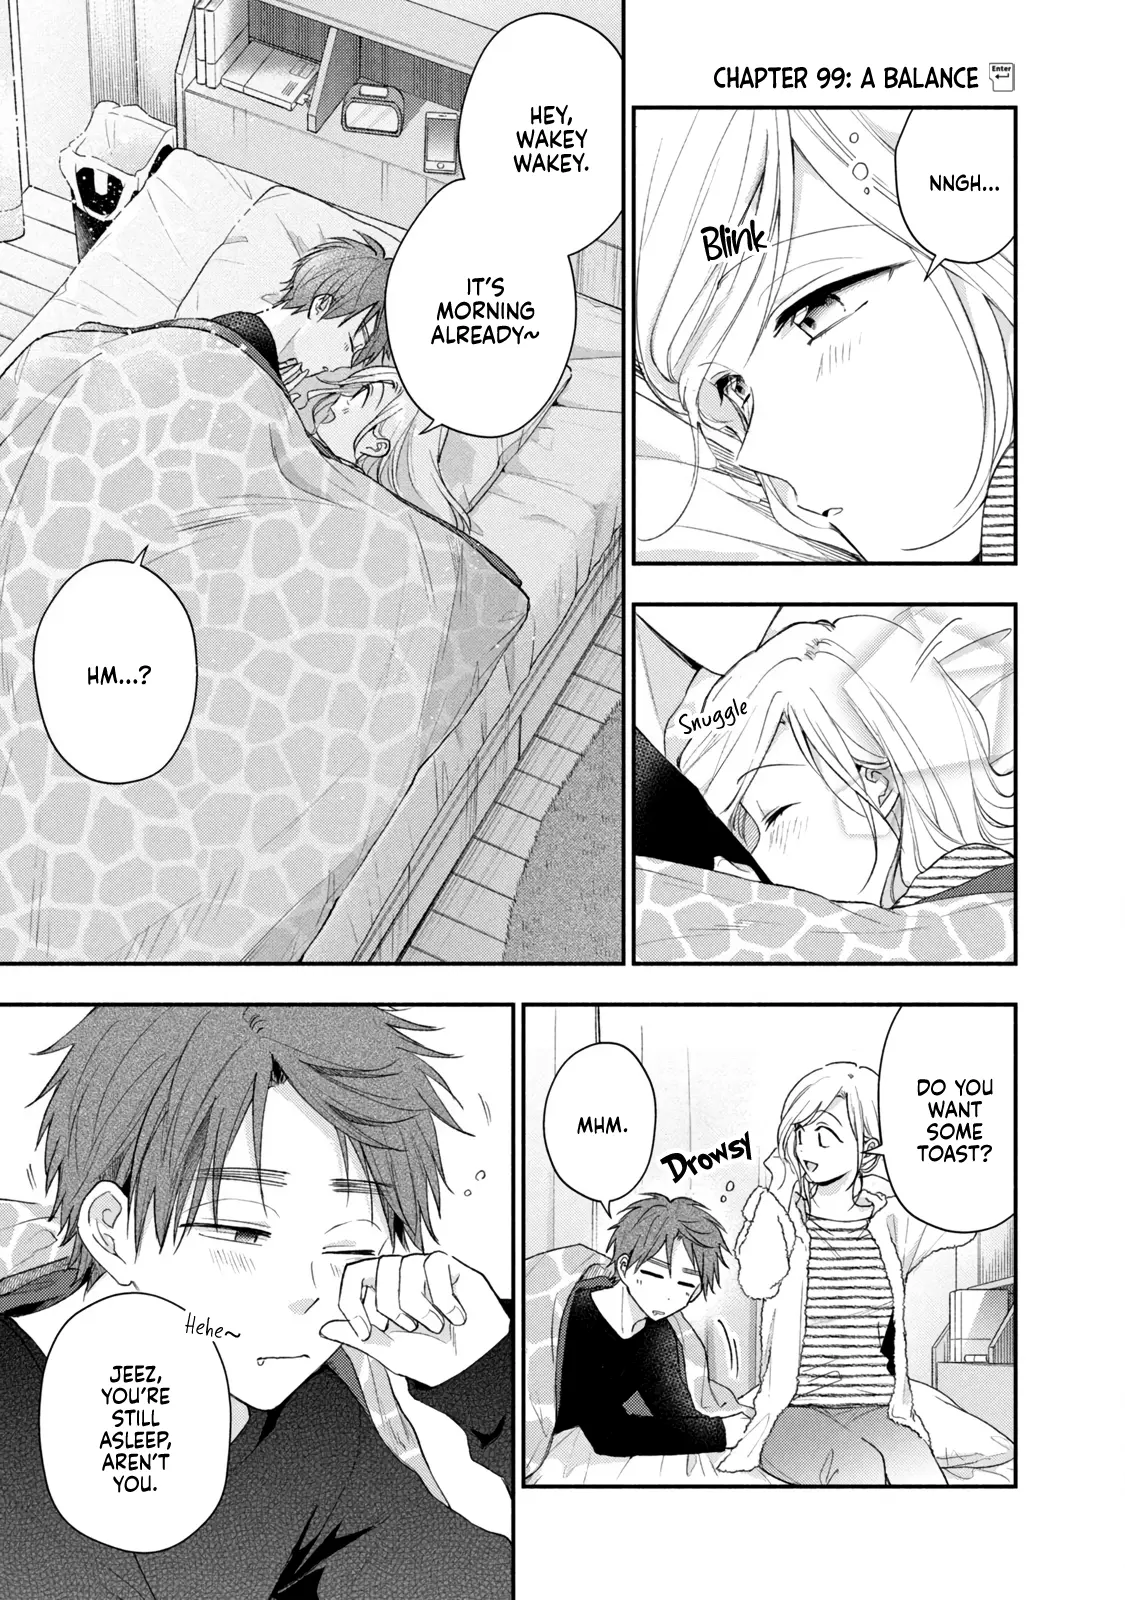 CHAPTER 99: A BALANCE
Enter
NNGH...
Blink
Snuggle
HEY,
WAKEY
WAKEY.
IT'S
MORNING
ALREADY~
HM...?
DO YOU
WANT
SOME
TOAST?
Drowsy
MHM.
Hehe~
JEEZ,
YOU'RE
STILL
ASLEEP,
AREN'T
YOU.